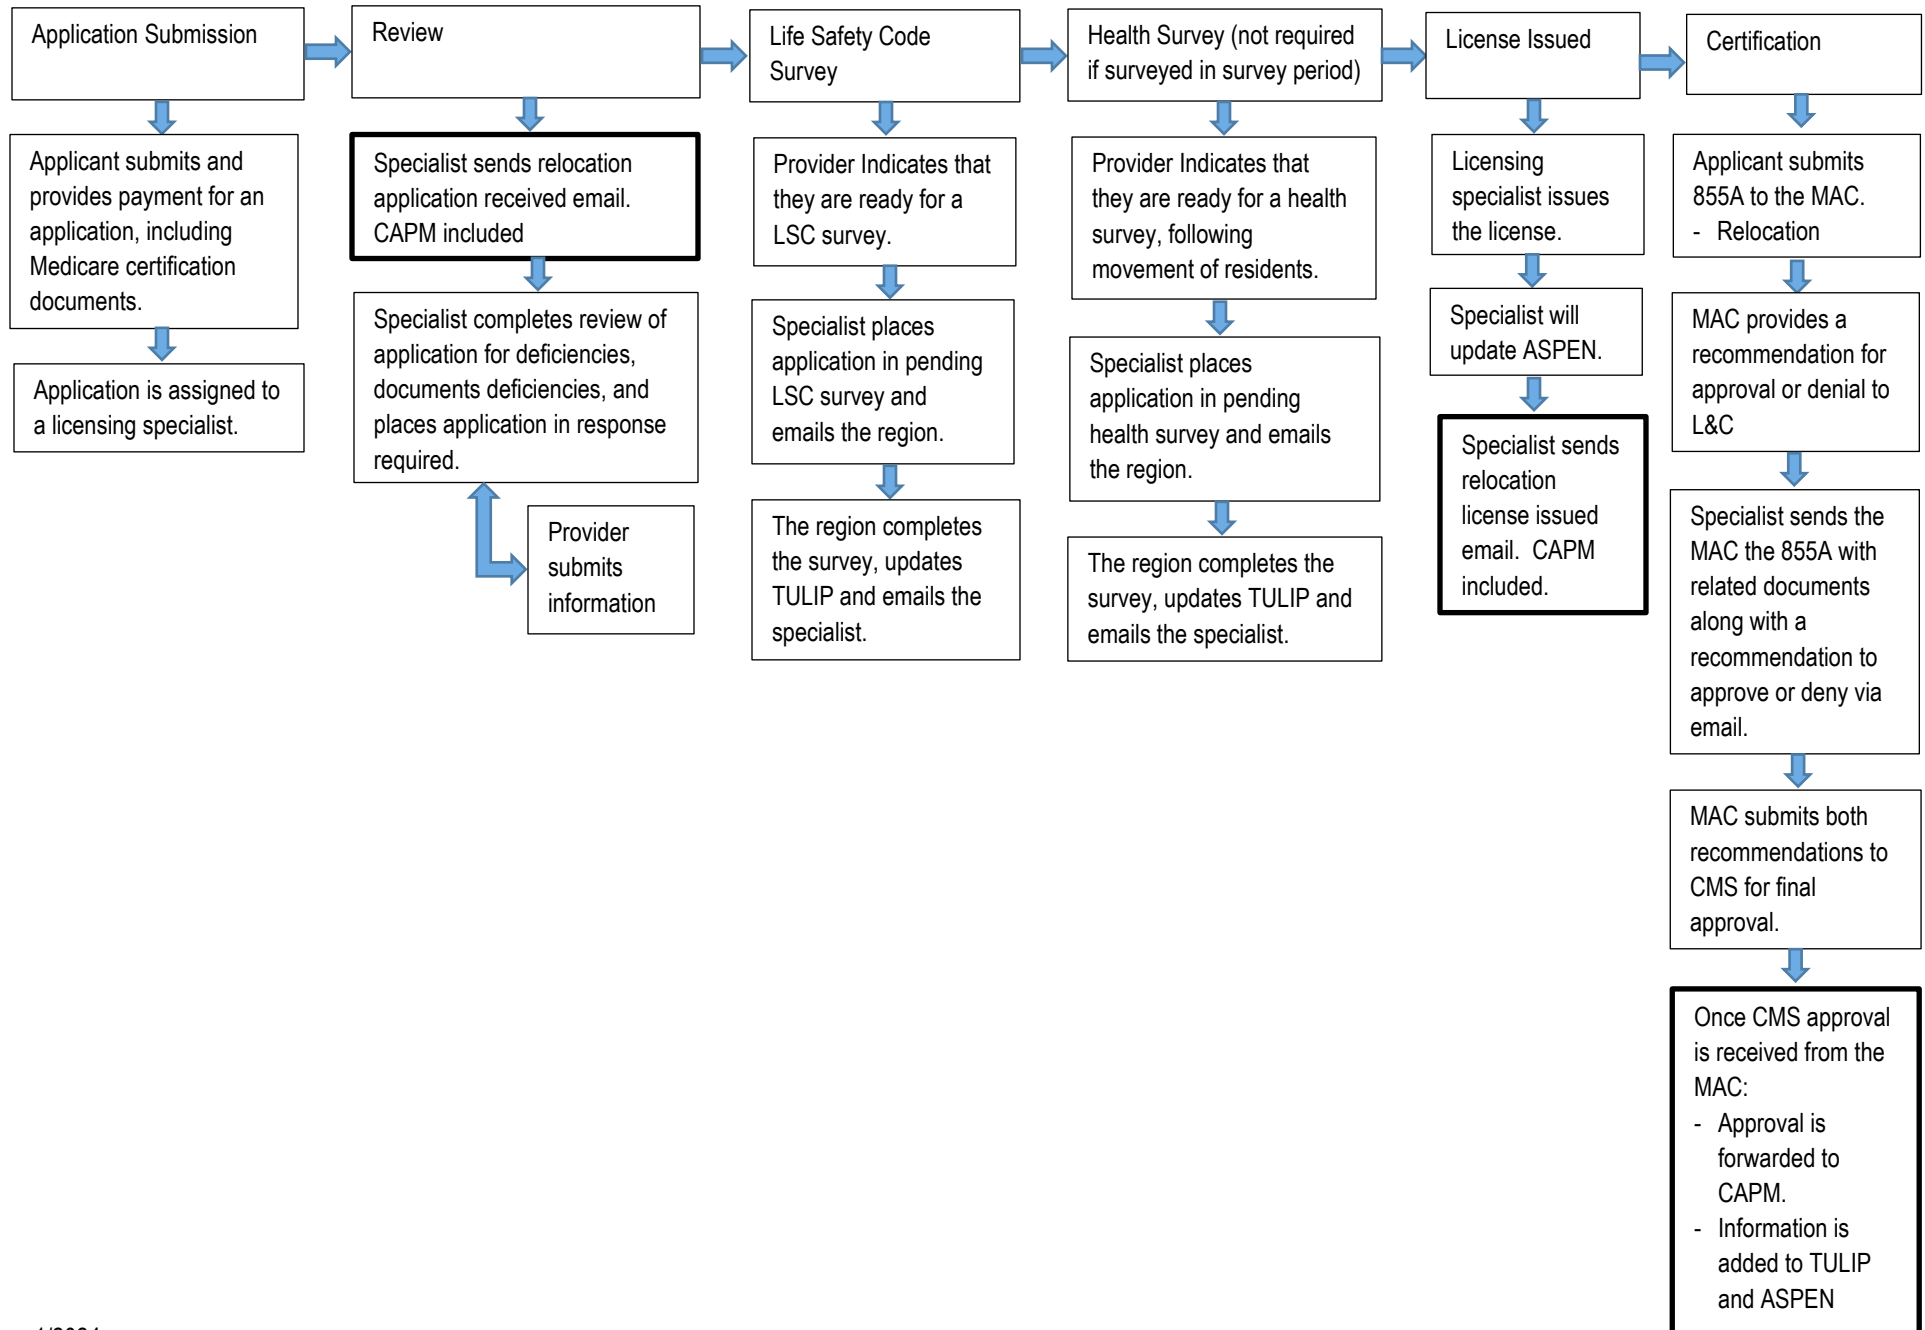 Application Submission
Applicant submits and
provides payment for an
application, including
Medicare certification
documents.
Application is assigned to
a licensing specialist.
Review
Specialist sends relocation
application received email.
CAPM included
Specialist completes review of
application for deficiencies,
documents deficiencies, and
places application in response
required.
Provider
submits
information
Life Safety Code
Survey
Provider Indicates that
they are ready for a
LSC survey.
Specialist places
application in pending
LSC survey and
emails the region.
The region completes
the survey, updates
TULIP and emails the
specialist.
Health Survey (not required
if surveyed in survey period)
Provider Indicates that
they are ready for a health
survey, following
movement of residents.
Specialist places
application in pending
health survey and emails
the region.
The region completes the
survey, updates TULIP and
emails the specialist.
License Issued
Licensing
specialist issues
the license.
Specialist will
update ASPEN.
Specialist sends
relocation
license issued
email. CAPM
included.
Certification
Applicant submits
855A to the MAC.
- Relocation
MAC provides a
recommendation for
approval or denial to
L&C
Specialist sends the
MAC the 855A with
related documents
along with a
recommendation to
approve or deny via
email.
MAC submits both
recommendations to
CMS for final
approval.
Once CMS approval
is received from the
MAC:
- Approval is
forwarded to
CAPM.
- Information is
added to TULIP
and ASPEN